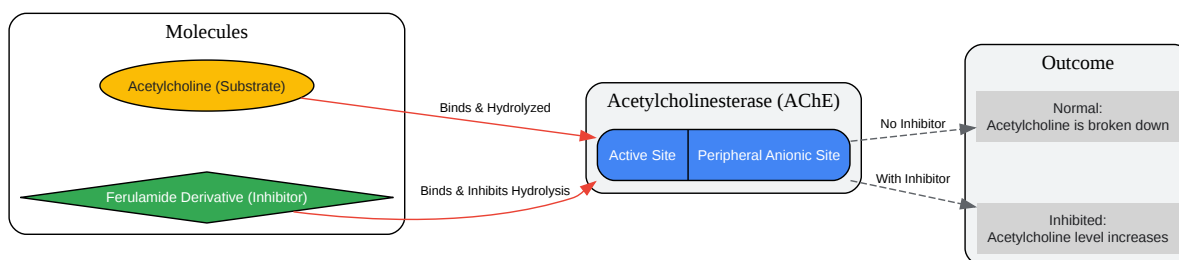 Molecules
Acetylcholine (Substrate)
Ferulamide Derivative (Inhibitor)
Binds & Hydrolyzed
Binds & Inhibits Hydrolysis
Acetylcholinesterase (AChE)
Active Site
Peripheral Anionic Site
No Inhibitor
With Inhibitor
Outcome
Normal:
Acetylcholine is broken down
Inhibited:
Acetylcholine level increases